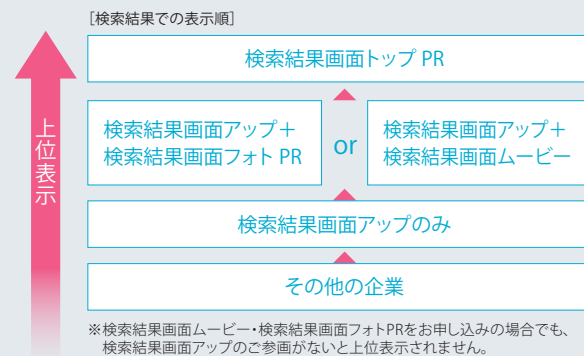 [検索結果での表示順]
検索結果画面トップ PR
上位表示
検索結果画面アップ＋
検索結果画面フォト PR
or
検索結果画面アップ＋
検索結果画面ムービー
検索結果画面アップのみ
その他の企業
※検索結果画面ムービー・検索結果画面フォトPRをお申し込みの場合でも、
検索結果画面アップのご参画がないと上位表示されません。